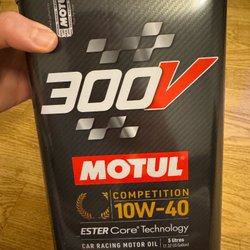 300V
MOTUL
COMPETITION
10W-40
ESTER Core® Technology
CAR RACING MOTOR OIL
5 litres